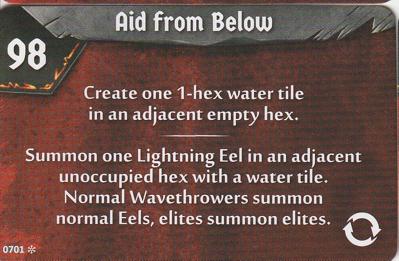 Aid from Below
98
Create one 1-hex water tile
in an adjacent empty hex.
Summon one Lightning Eel in an adjacent
unoccupied hex with a water tile.
Normal Wavethrowers summon
normal Eels, elites summon elites.
0701